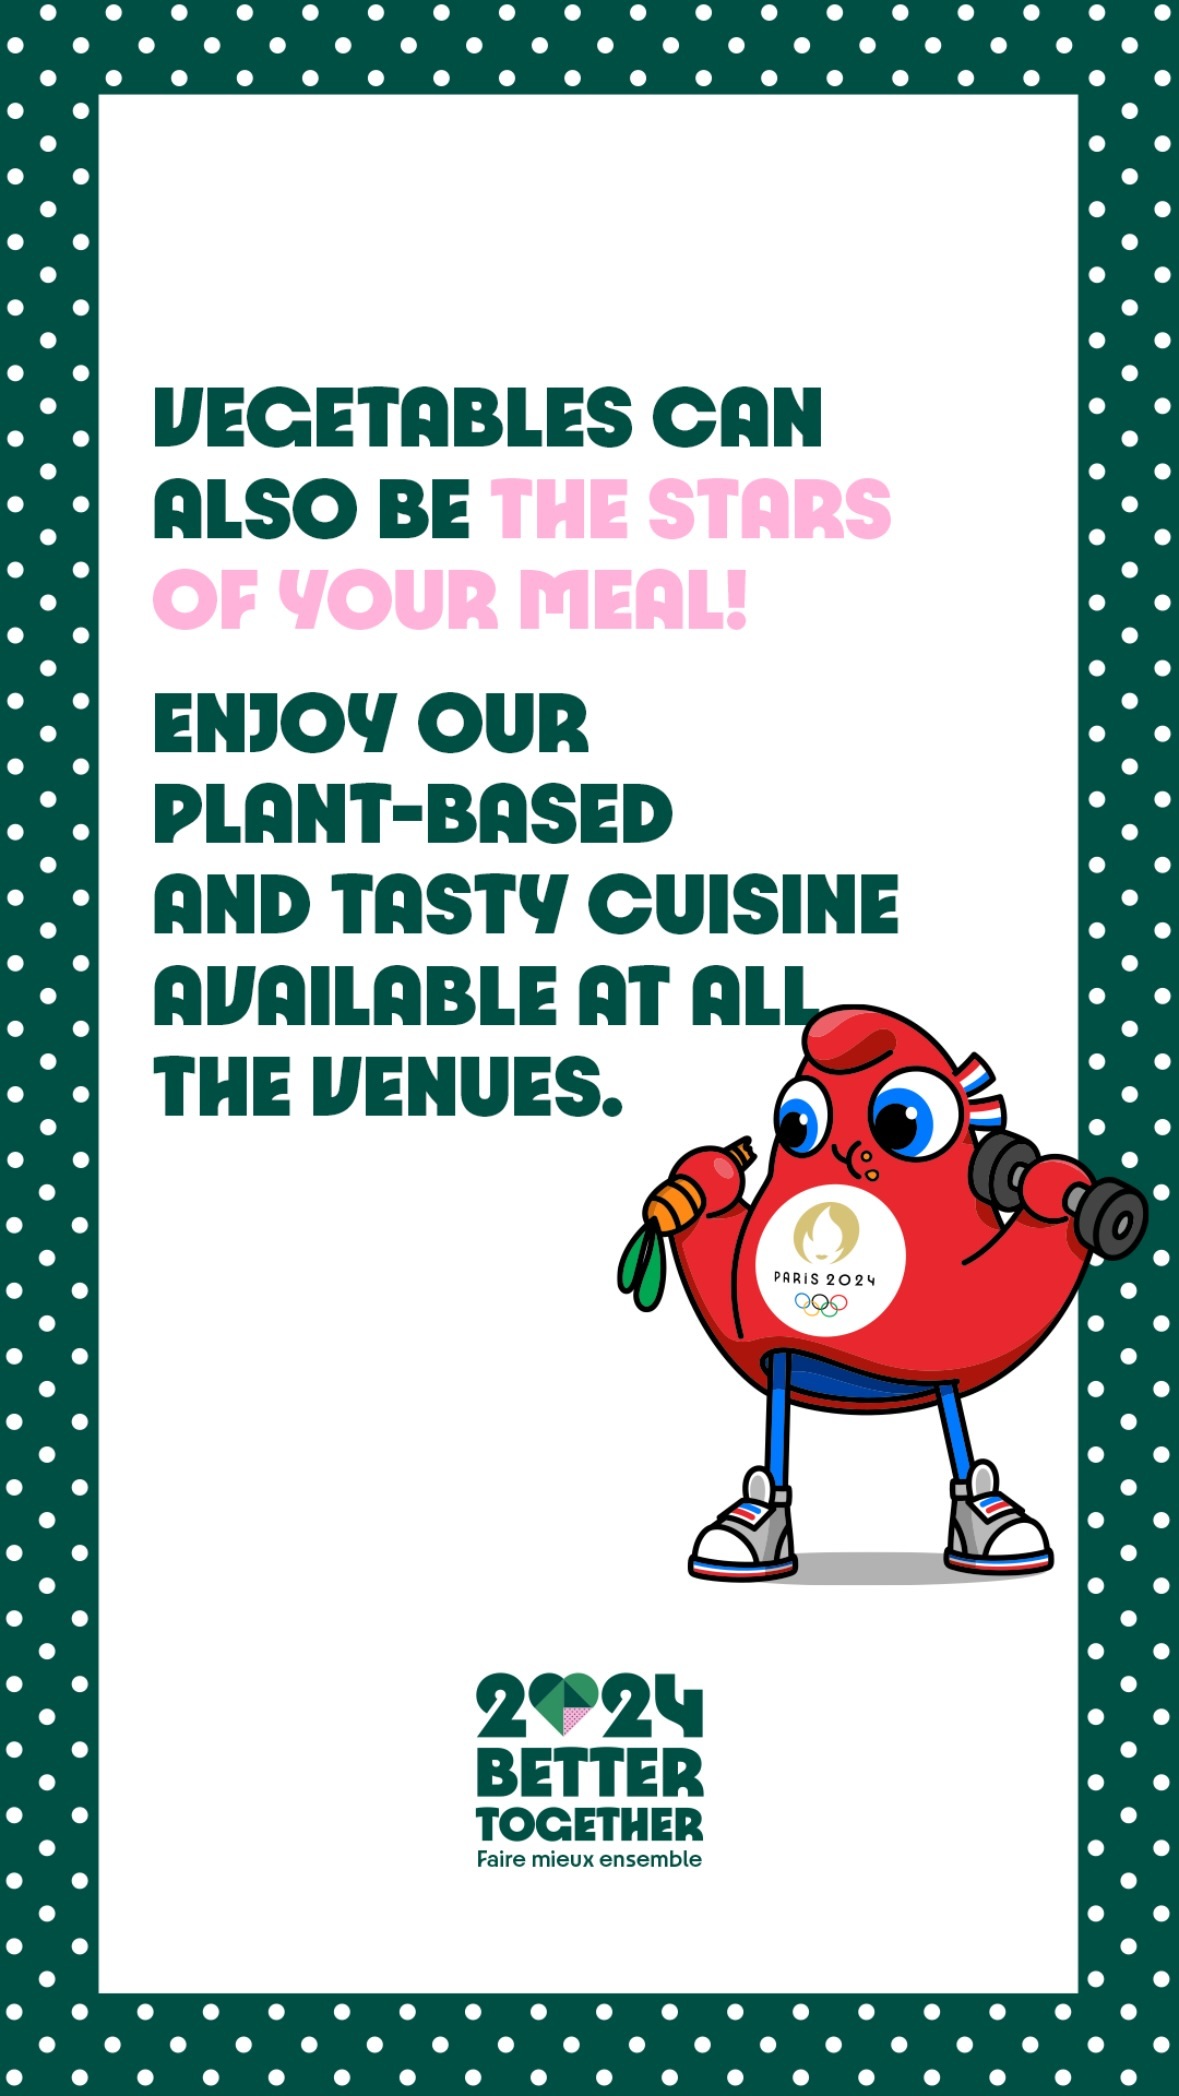 VEGETABLES CAN
ALSO BE THE STARS
OF YOUR MEAL!
ENJOY OUR
PLANT-BASED
AND TASTY CUISINE
AVAILABLE AT ALL
THE VENUES.
PARIS 2024
2024
BETTER
TOGETHER
Faire mieux ensemble